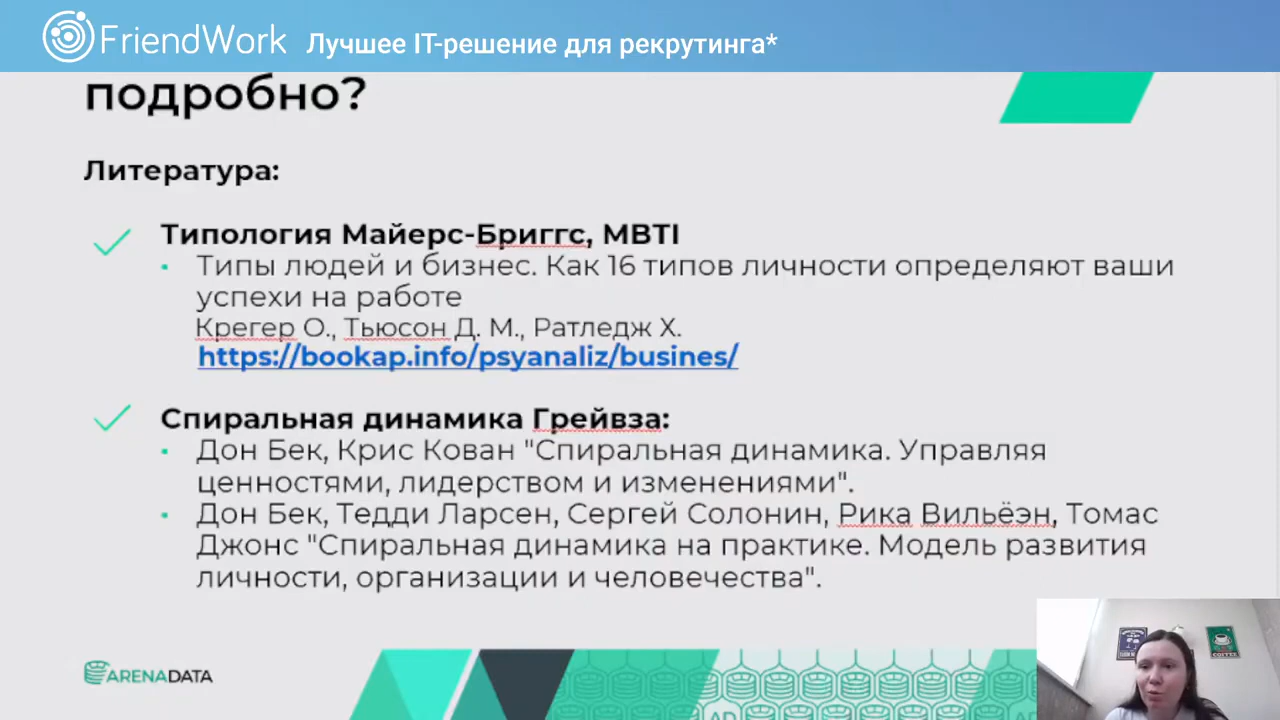 FriendWork Лучшее IT-решение для рекрутинга*
подробно?
Литература:
Типология Майерс-Бриггс, MBTI
Типы людей и бизнес. Как 16 типов личности определяют ваши
успехи на работе
Крегер О., Тьюсон Д. М., Ратледж Х.
https://bookap.info/psyanaliz/busines/
Спиральная динамика Грейвза:
Дон Бек, Крис Кован "Спиральная динамика. Управляя
ценностями, лидерством и изменениями".
Дон Бек, Тедди Ларсен, Сергей Солонин, Рика Вильёэн, Томас
Джонс "Спиральная динамика на практике. Модель развития
личности, организации и человечества".
ARENADATA
COFFEE